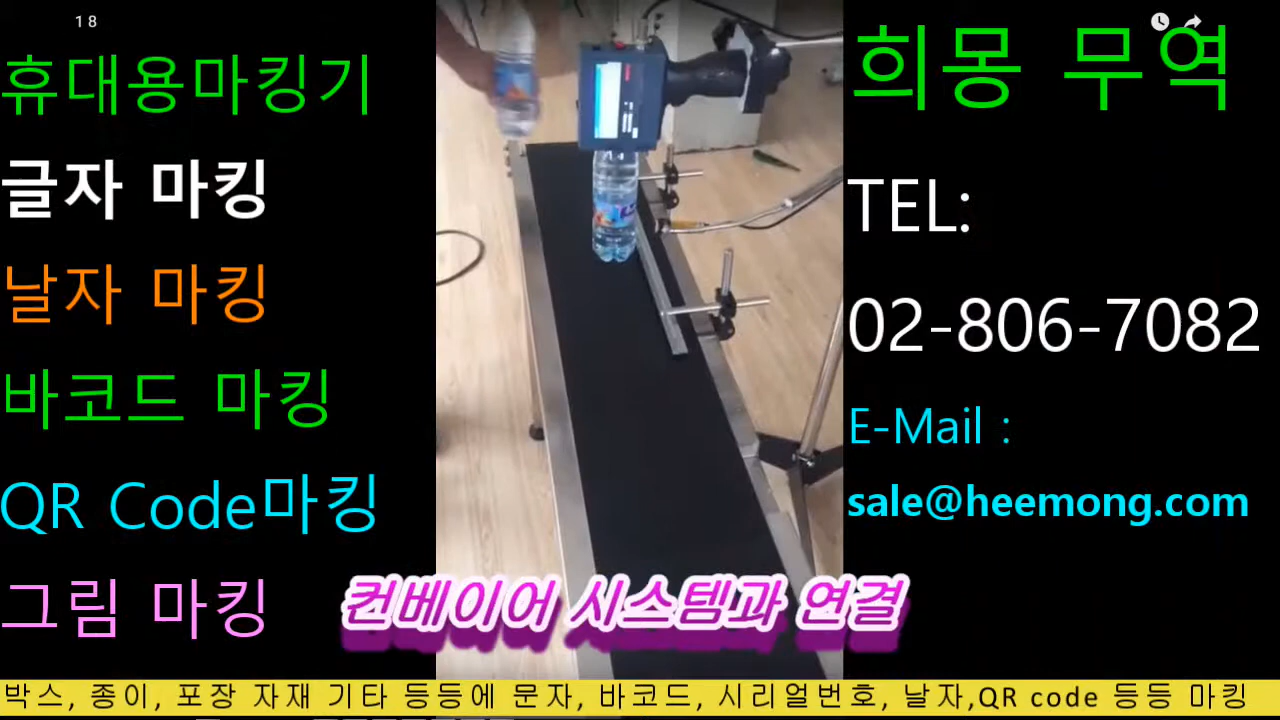 18
휴대용마킹기
글자 마킹
날자 마킹
바코드 마킹
QR Code마킹
그림 마킹
희몽 무역
TEL:
02-806-7082
E-Mail :
sale@heemong.com
컨베이어 시스템과 연결
박스, 종이, 포장 자재 기타 등등에 문자, 바코드, 시리얼번호, 날자,QR code 등등 마킹